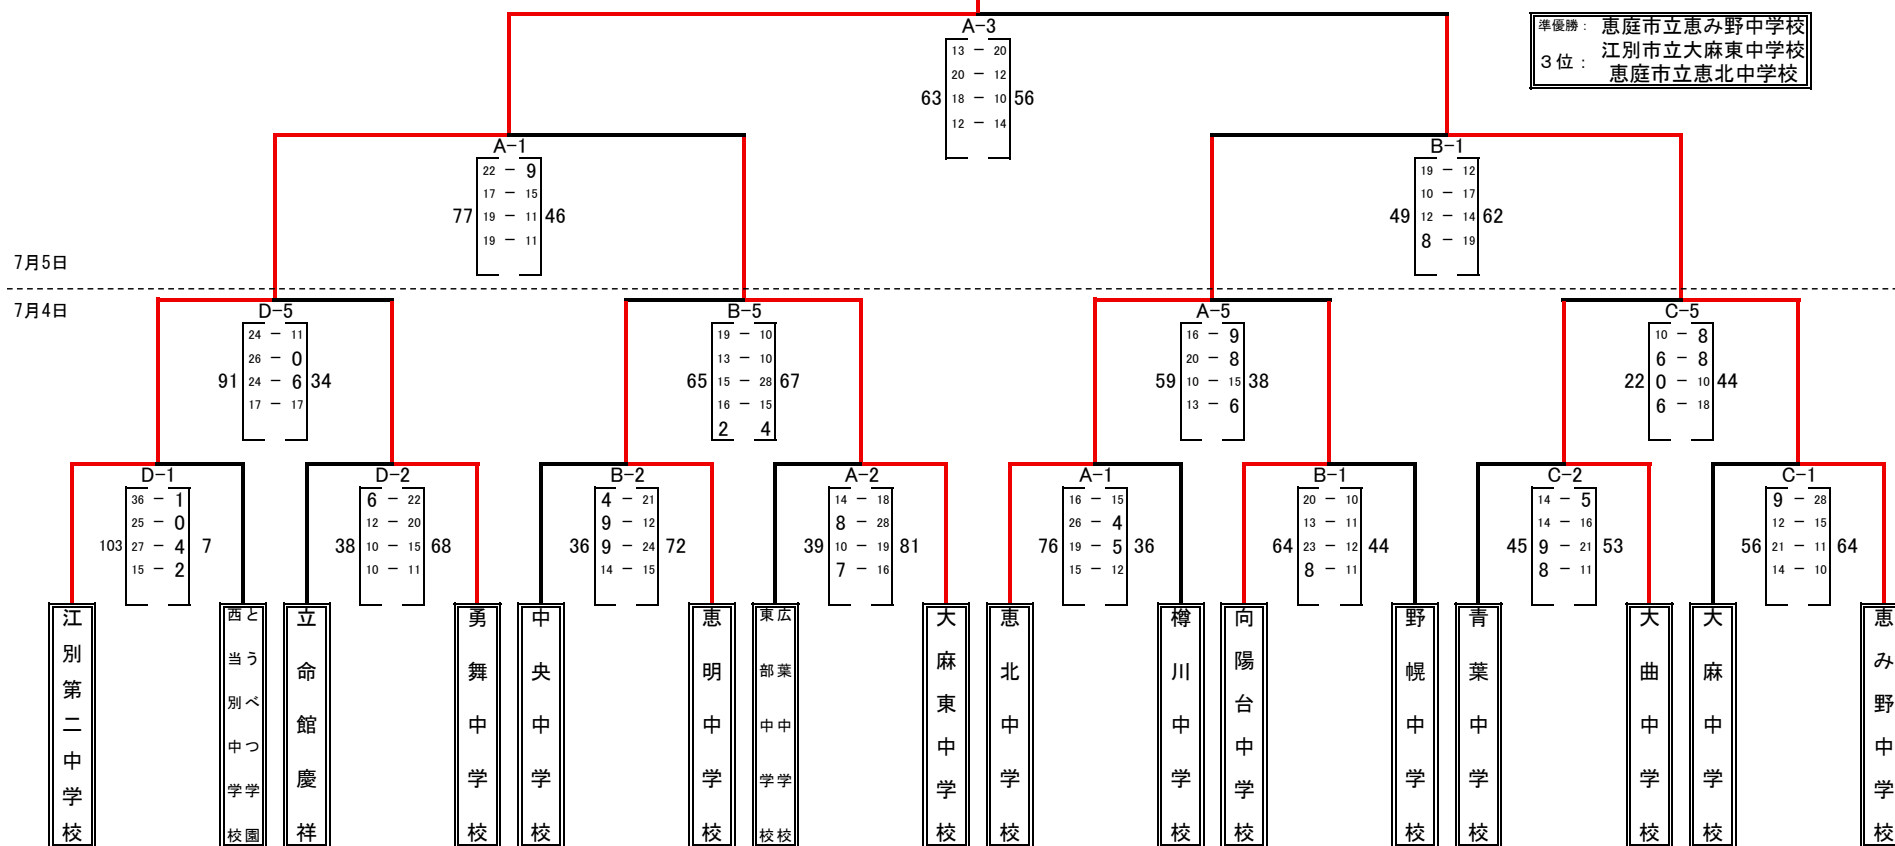 準優勝： 恵庭市立恵み野中学校
３位： 江別市立大麻東中学校
恵庭市立恵北中学校
A-3
13 － 20
20 － 12
63 18 － 10 56
12 － 14
A-1
22 － 9
17 － 15
77 19 － 11 46
19 － 11
B-1
19 － 12
10 － 17
49 12 － 14 62
8 － 19
7月5日
7月4日
D-5
24 － 11
26 － 0
91 24 － 6 34
17 － 17
B-5
19 － 10
13 － 10
65 15 － 28 67
16 － 15
2 4
A-5
16 － 9
20 － 8
59 10 － 15 38
13 － 6
C-5
10 － 8
6 － 8
22 0 － 10 44
6 － 18
D-1
36 － 1
25 － 0
103 27 － 4 7
15 － 2
D-2
6 － 22
12 － 20
38 10 － 15 68
10 － 11
B-2
4 － 21
9 － 12
36 9 － 24 72
14 － 15
A-2
14 － 18
8 － 28
39 10 － 19 81
7 － 16
A-1
16 － 15
26 － 4
76 19 － 5 36
15 － 12
B-1
20 － 10
13 － 11
64 23 － 12 44
8 － 11
C-2
14 － 5
14 － 16
45 9 － 21 53
8 － 11
C-1
9 － 28
12 － 15
56 21 － 11 64
14 － 10
江別第二中学校
とうべつ学園
西当別中学校
立命館慶祥
勇舞中学校
中央中学校
恵明中学校
広葉中学校
東部中学校
大麻東中学校
恵北中学校
樽川中学校
向陽台中学校
野幌中学校
青葉中学校
大曲中学校
大麻中学校
恵み野中学校